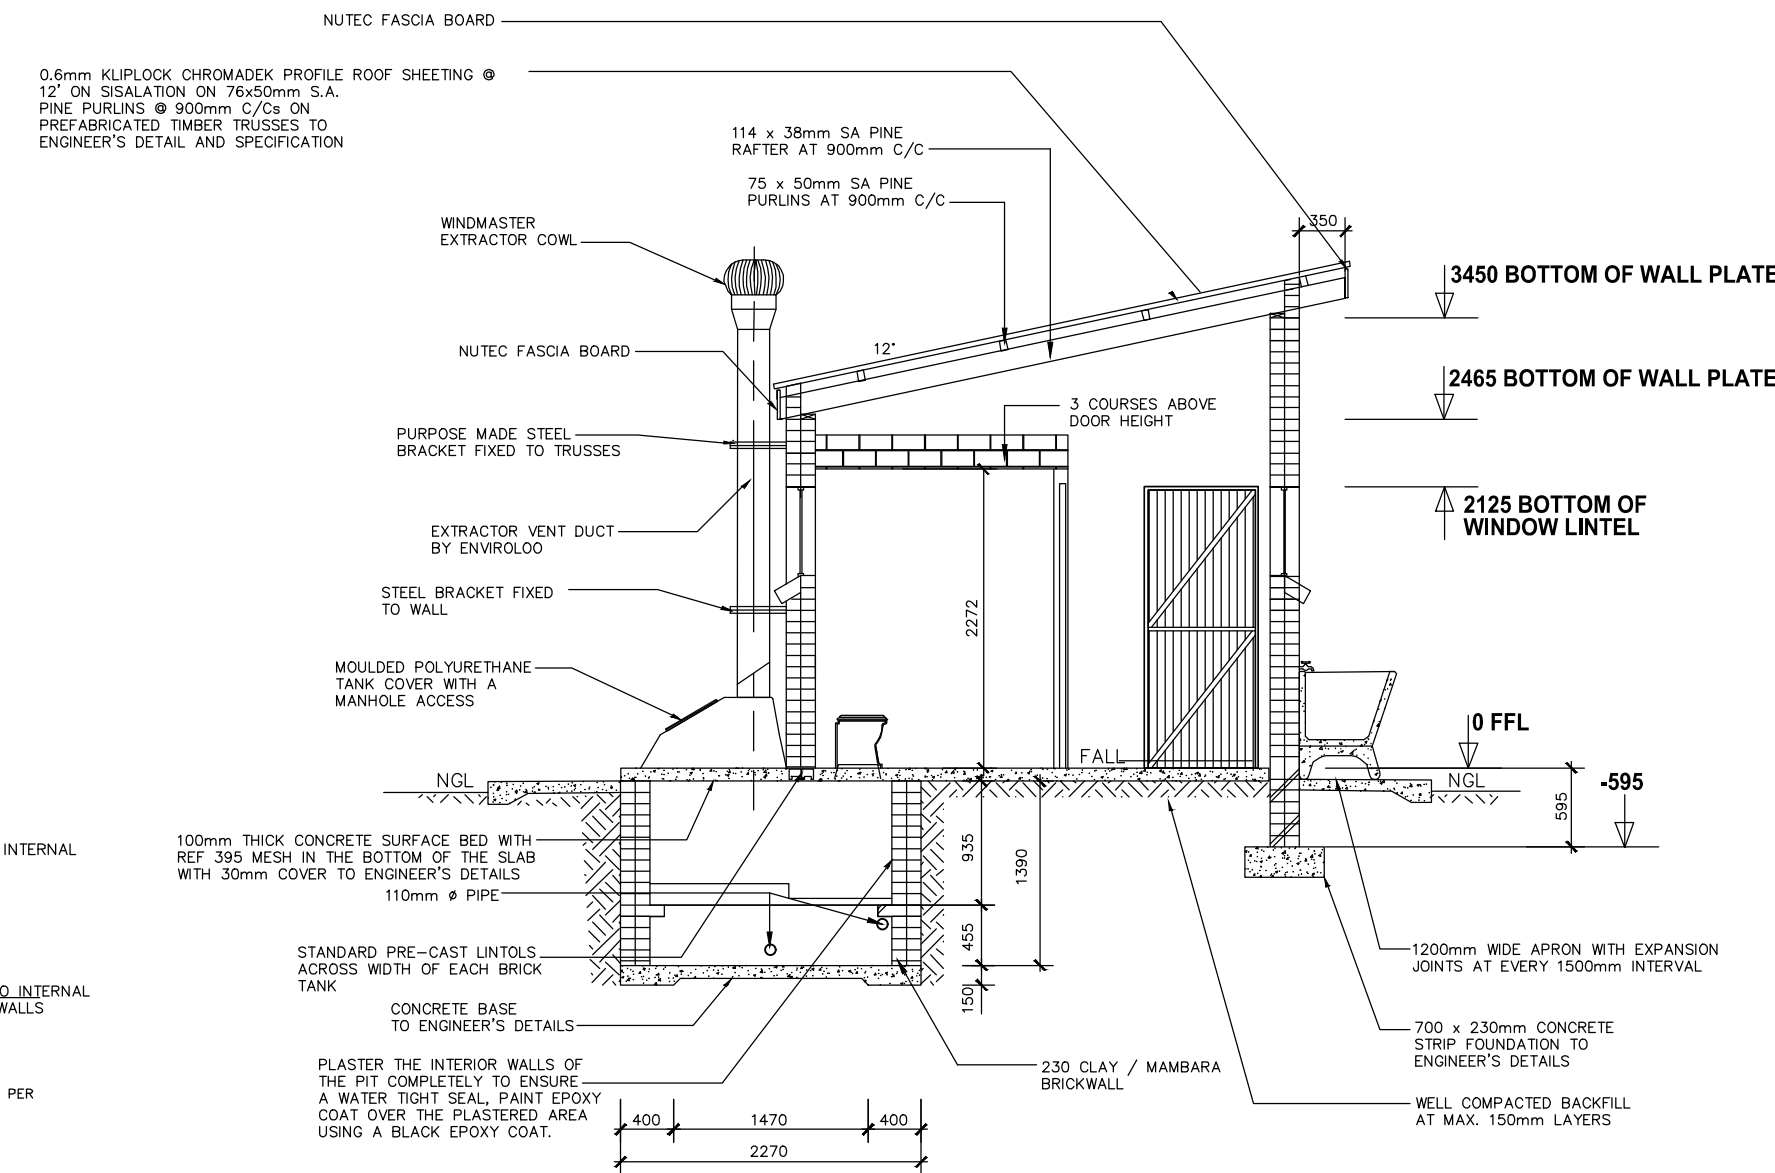 NUTEC FASCIA BOARD
0.6mm KLIPLOCK CHROMADEK PROFILE ROOF SHEETING @
12° ON SISALATION ON 76x50mm S.A.
PINE PURLINS @ 900mm C/Cs ON
PREFABRICATED TIMBER TRUSSES TO
ENGINEER'S DETAIL AND SPECIFICATION
114 x 38mm SA PINE
RAFTER AT 900mm C/C
75 x 50mm SA PINE
PURLINS AT 900mm C/C
WINDMASTER
EXTRACTOR COWL
350
3450 BOTTOM OF WALL PLATE
NUTEC FASCIA BOARD
12°
2465 BOTTOM OF WALL PLATE
3 COURSES ABOVE
DOOR HEIGHT
PURPOSE MADE STEEL
BRACKET FIXED TO TRUSSES
2125 BOTTOM OF
WINDOW LINTEL
EXTRACTOR VENT DUCT
BY ENVIROLOO
STEEL BRACKET FIXED
TO WALL
2272
MOULDED POLYURETHANE
TANK COVER WITH A
MANHOLE ACCESS
0 FFL
FALL
NGL
NGL
-595
595
INTERNAL
100mm THICK CONCRETE SURFACE BED WITH
REF 395 MESH IN THE BOTTOM OF THE SLAB
WITH 30mm COVER TO ENGINEER'S DETAILS
935
1390
110mm ø PIPE
455
STANDARD PRE-CAST LINTOLS
ACROSS WIDTH OF EACH BRICK
TANK
1200mm WIDE APRON WITH EXPANSION
JOINTS AT EVERY 1500mm INTERVAL
O INTERNAL
WALLS
150
CONCRETE BASE
TO ENGINEER'S DETAILS
700 x 230mm CONCRETE
STRIP FOUNDATION TO
ENGINEER'S DETAILS
PLASTER THE INTERIOR WALLS OF
THE PIT COMPLETELY TO ENSURE
A WATER TIGHT SEAL, PAINT EPOXY
COAT OVER THE PLASTERED AREA
USING A BLACK EPOXY COAT.
230 CLAY / MAMBARA
BRICKWALL
PER
WELL COMPACTED BACKFILL
AT MAX. 150mm LAYERS
400
1470
400
2270